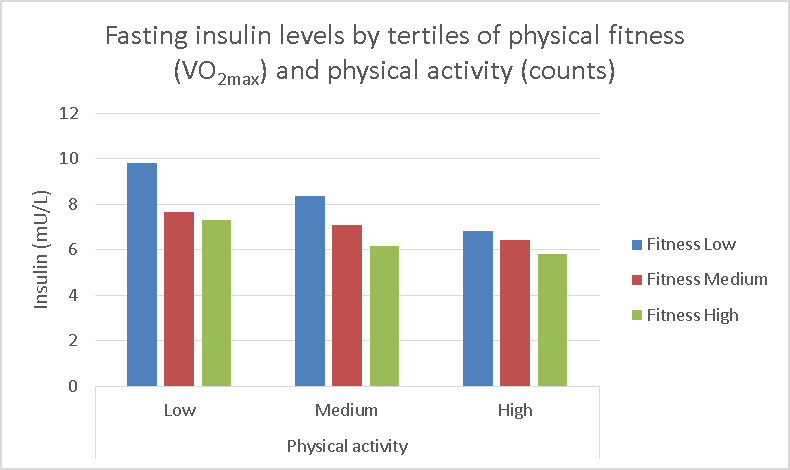 Fasting insulin levels by tertiles of physical fitness
(VO₂max) and physical activity (counts)
12
10
8
6
4
2
0
Insulin (mU/L)
Low Medium High
Physical activity
Fitness Low
Fitness Medium
Fitness High